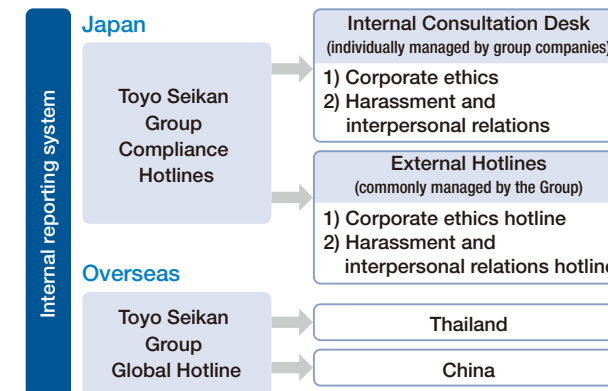 Internal reporting system
Japan
Toyo Seikan
Group
Compliance
Hotlines
Internal Consultation Desk
(individually managed by group companies)
1) Corporate ethics
2) Harassment and
interpersonal relations
External Hotlines
(commonly managed by the Group)
1) Corporate ethics hotline
2) Harassment and
interpersonal relations hotline
Overseas
Toyo Seikan
Group
Global Hotline
Thailand
China